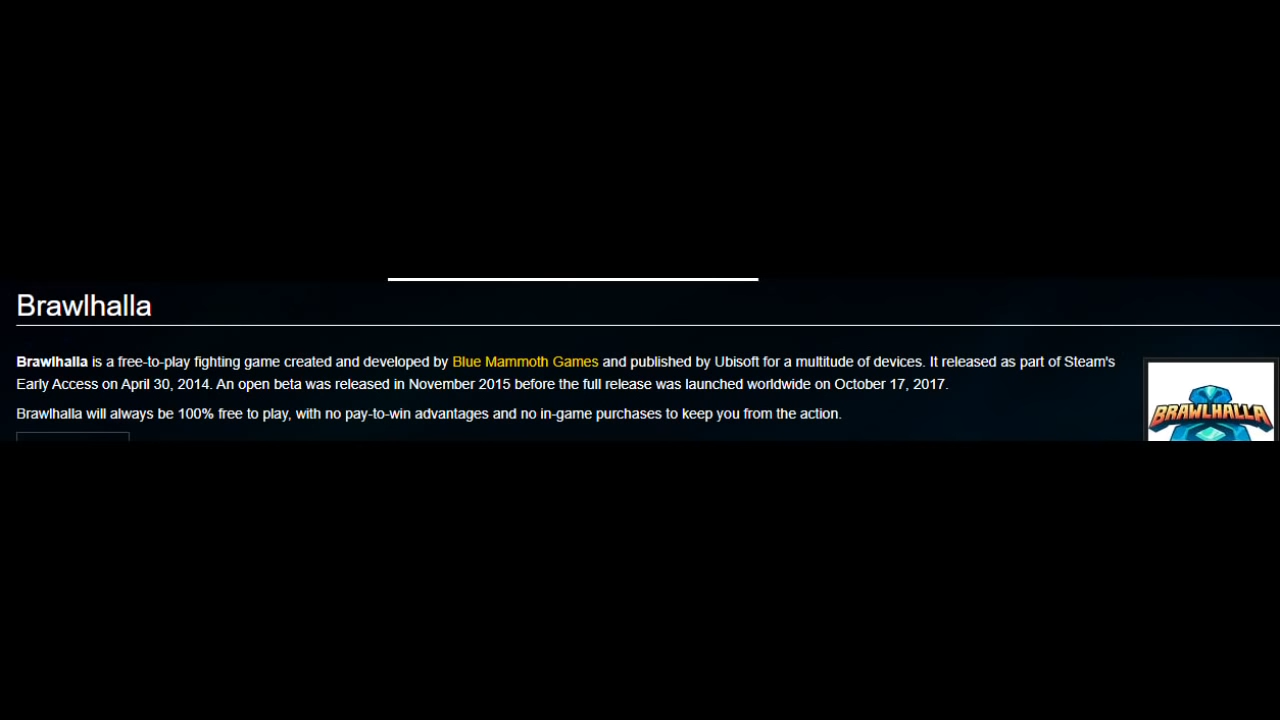 Brawlhalla
Brawlhalla is a free-to-play fighting game created and developed by Blue Mammoth Games and published by Ubisoft for a multitude of devices. It released as part of Steam's
Early Access on April 30, 2014. An open beta was released in November 2015 before the full release was launched worldwide on October 17, 2017.
Brawlhalla will always be 100% free to play, with no pay-to-win advantages and no in-game purchases to keep you from the action.
BRAWLHALLA